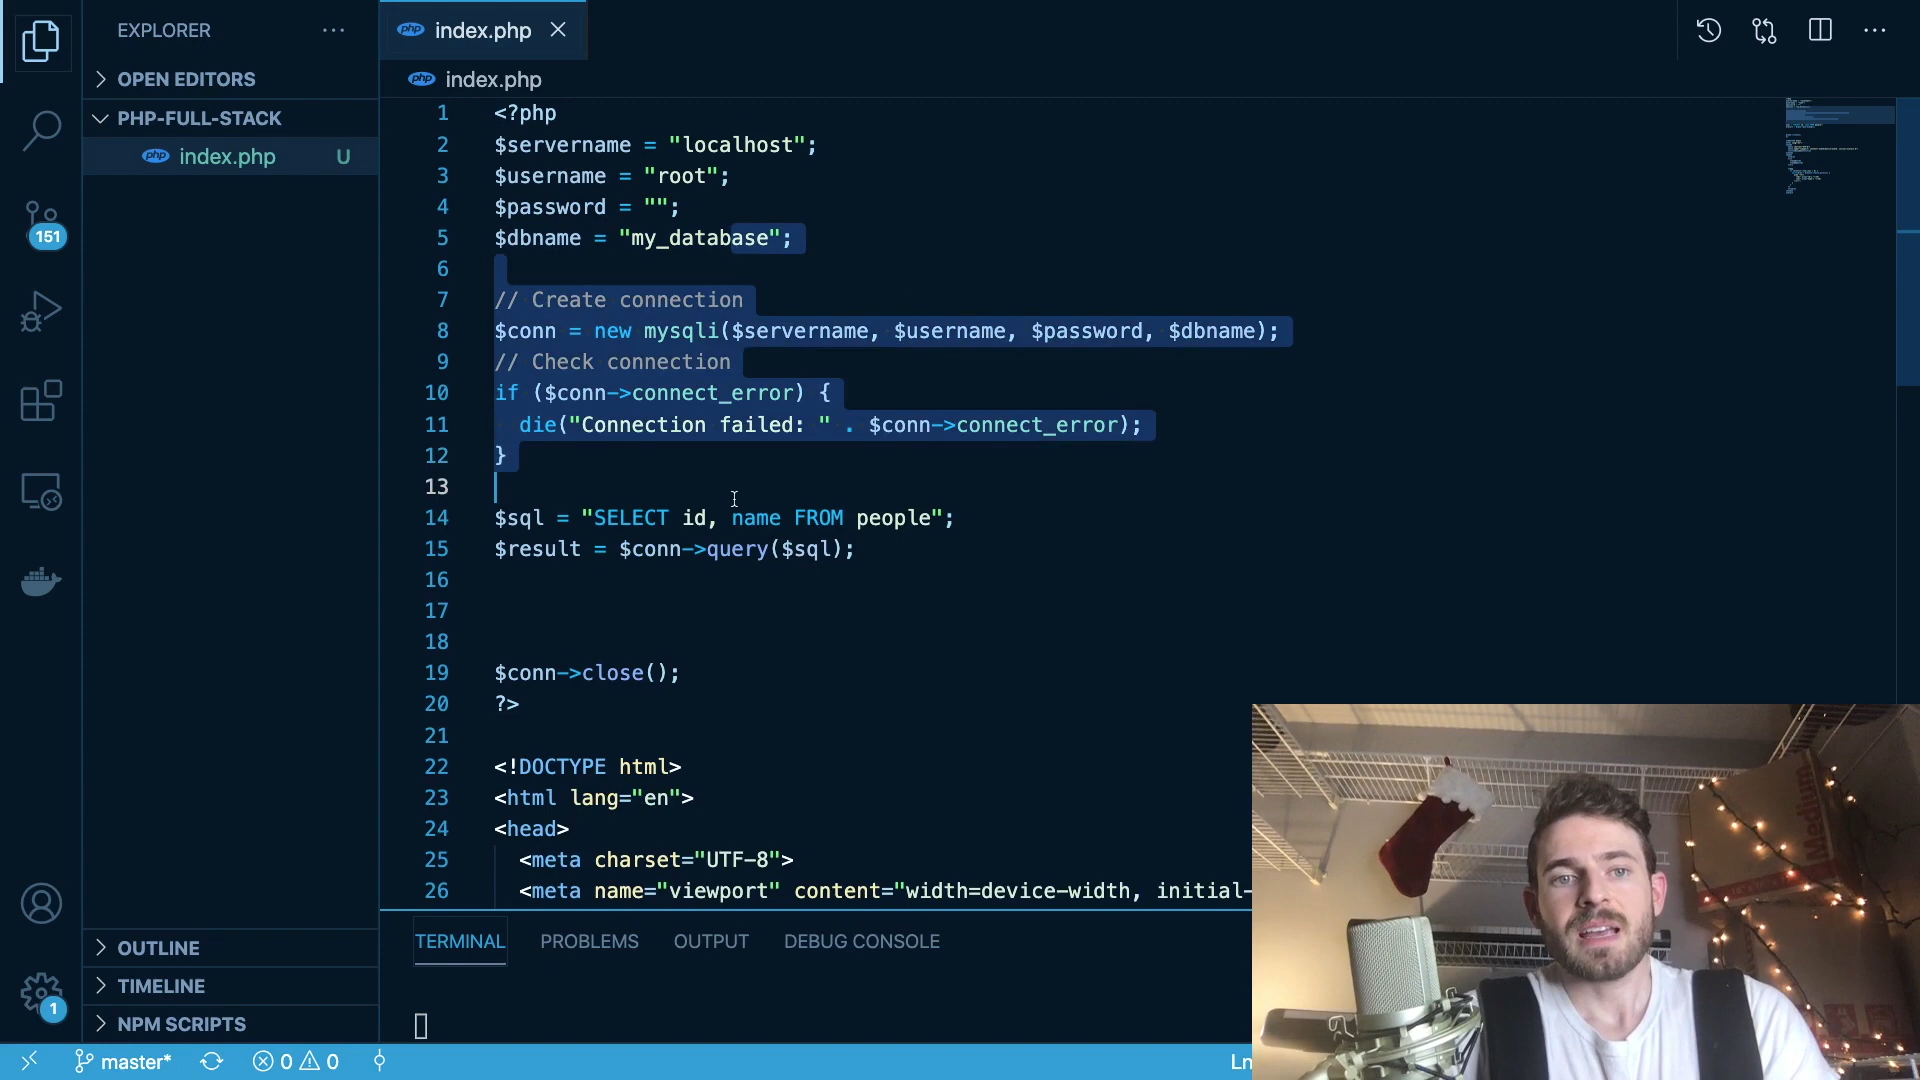 EXPLORER
OPEN EDITORS
PHP-FULL-STACK
php index.php U
151
1
OUTLINE
TIMELINE
NPM SCRIPTS
php index.php
php index.php
1 <?php
2 $servername = "localhost";
3 $username = "root";
4 $password = "";
5 $dbname = "my_database";
6
7 // Create connection
8 $conn = new mysqli($servername, $username, $password, $dbname);
9 // Check connection
10 if ($conn->connect_error) {
11 die("Connection failed: " . $conn->connect_error);
12 }
13
14 $sql = "SELECT id, name FROM people";
15 $result = $conn->query($sql);
16
17
18
19 $conn->close();
20 ?>
21
22 <!DOCTYPE html>
23 <html lang="en">
24 <head>
25 <meta charset="UTF-8">
26 <meta name="viewport" content="width=device-width, initial-
TERMINAL PROBLEMS OUTPUT DEBUG CONSOLE
master* 0 0 Ln
Medium